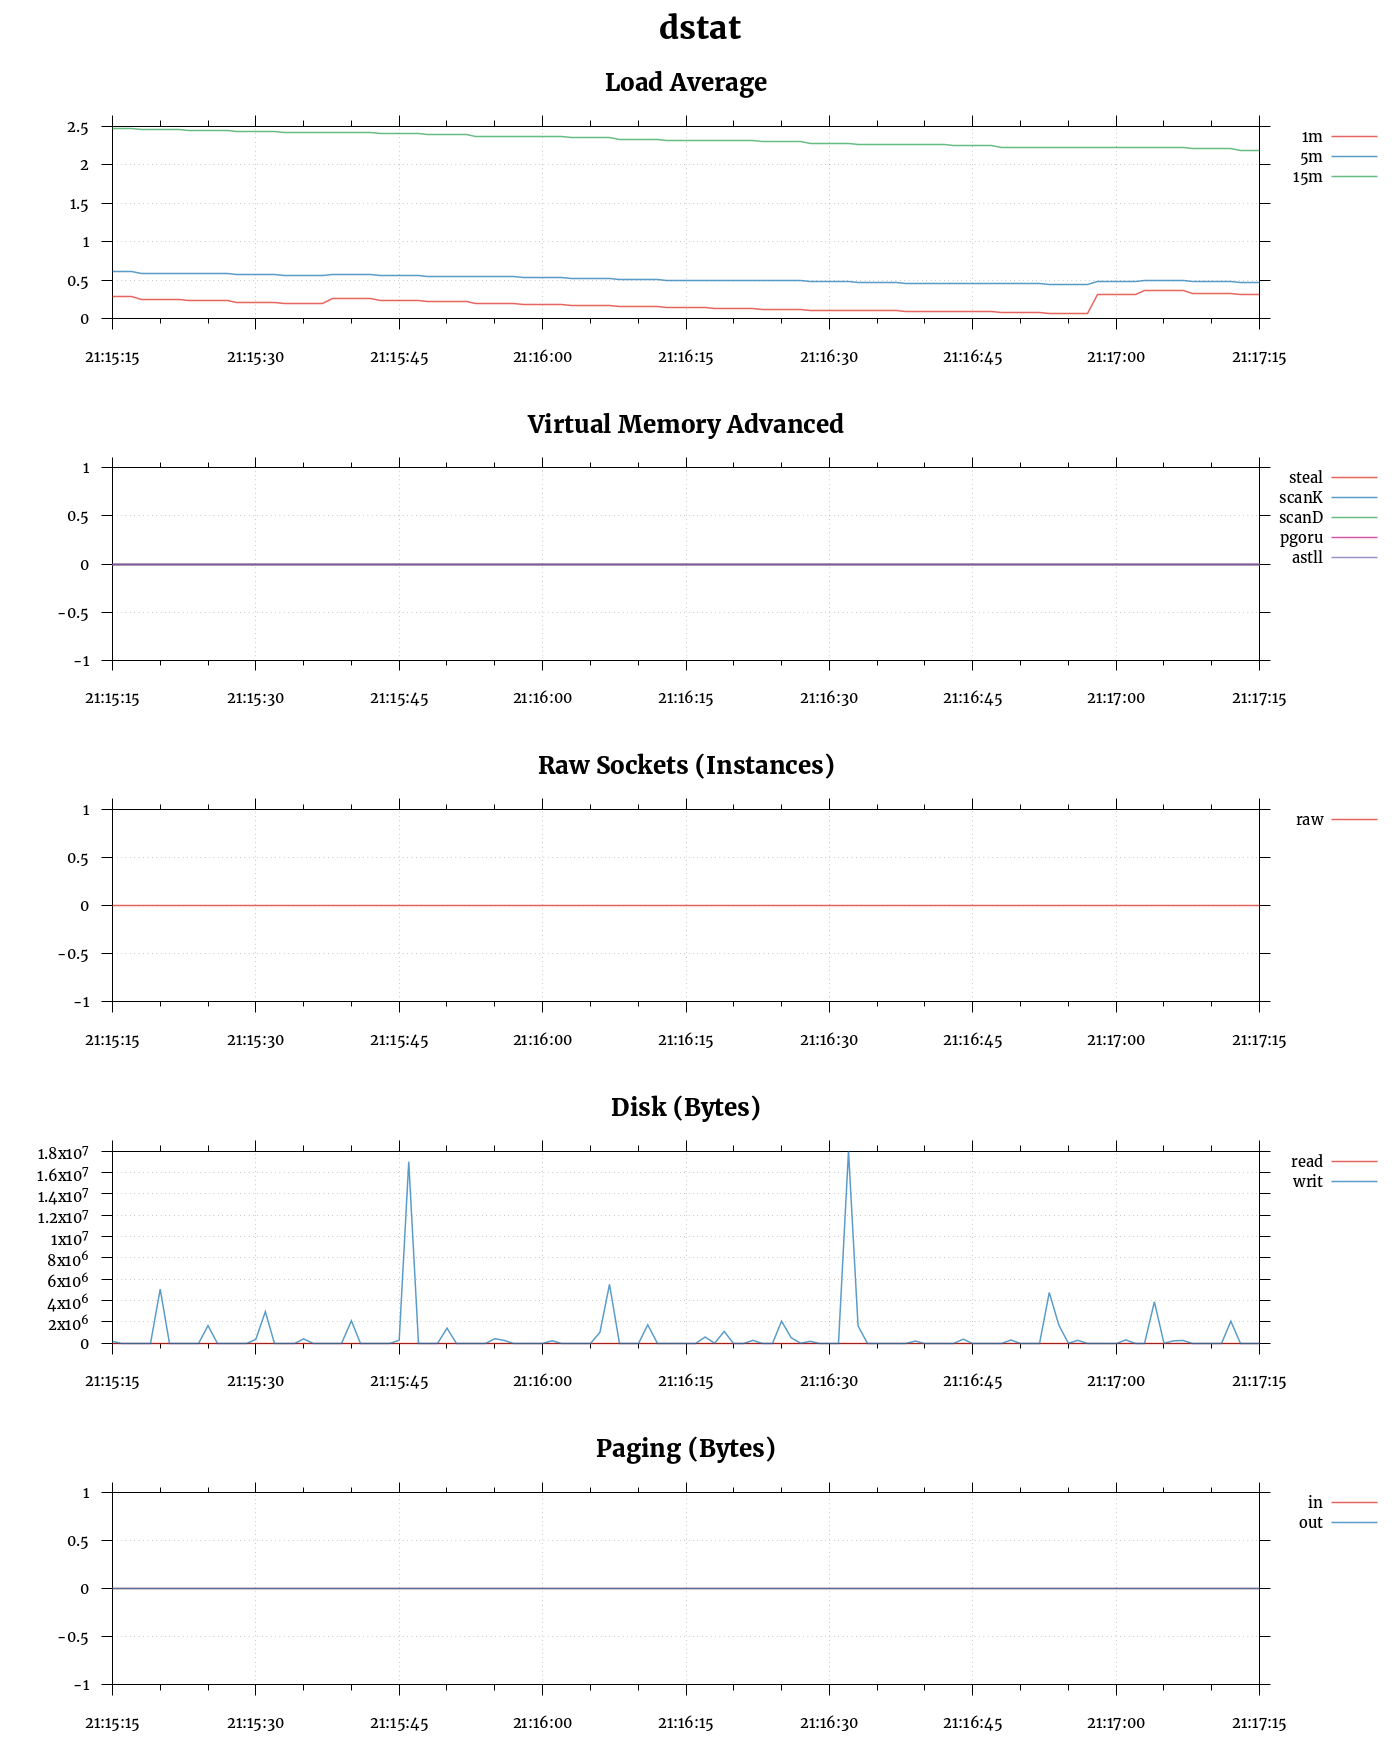 dstat
Load Average
2.5
2
1.5
1
0.5
0
1m
5m
15m
21:15:15 21:15:30 21:15:45 21:16:00 21:16:15 21:16:30 21:16:45 21:17:00 21:17:15
Virtual Memory Advanced
1
0.5
0
-0.5
-1
steal
scanK
scanD
pgoru
astll
21:15:15 21:15:30 21:15:45 21:16:00 21:16:15 21:16:30 21:16:45 21:17:00 21:17:15
Raw Sockets (Instances)
1
0.5
0
-0.5
-1
raw
21:15:15 21:15:30 21:15:45 21:16:00 21:16:15 21:16:30 21:16:45 21:17:00 21:17:15
Disk (Bytes)
1.8x10⁷
1.6x10⁷
1.4x10⁷
1.2x10⁷
1x10⁷
8x10⁶
6x10⁶
4x10⁶
2x10⁶
0
read
writ
21:15:15 21:15:30 21:15:45 21:16:00 21:16:15 21:16:30 21:16:45 21:17:00 21:17:15
Paging (Bytes)
1
0.5
0
-0.5
-1
in
out
21:15:15 21:15:30 21:15:45 21:16:00 21:16:15 21:16:30 21:16:45 21:17:00 21:17:15